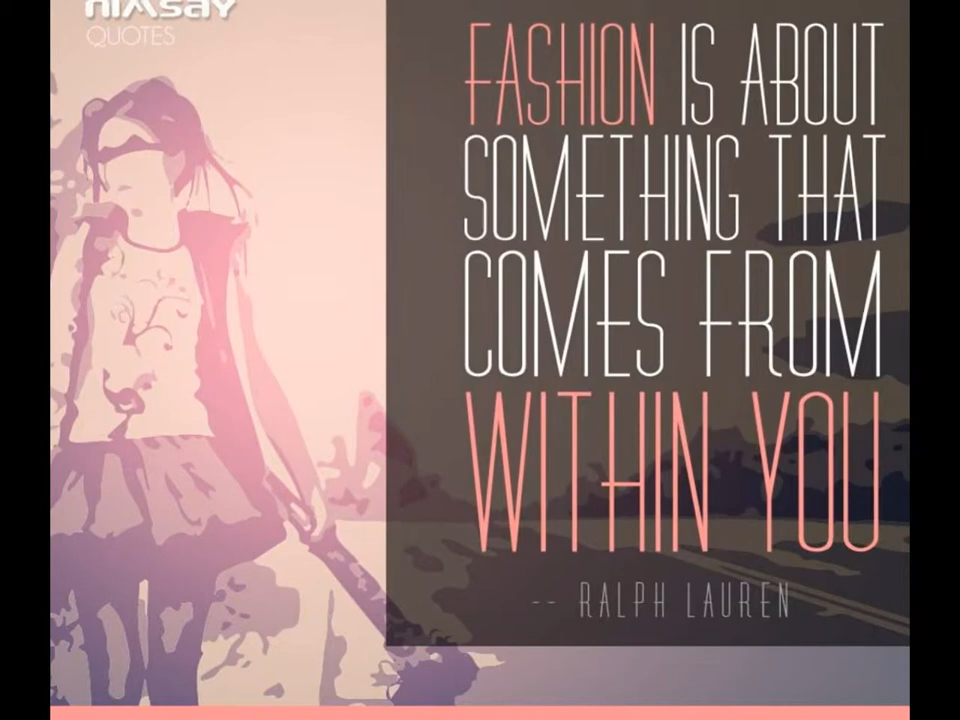 QUOTES
FASHION IS ABOUT
SOMETHING THAT
COMES FROM
WITHIN YOU
-- RALPH LAUREN